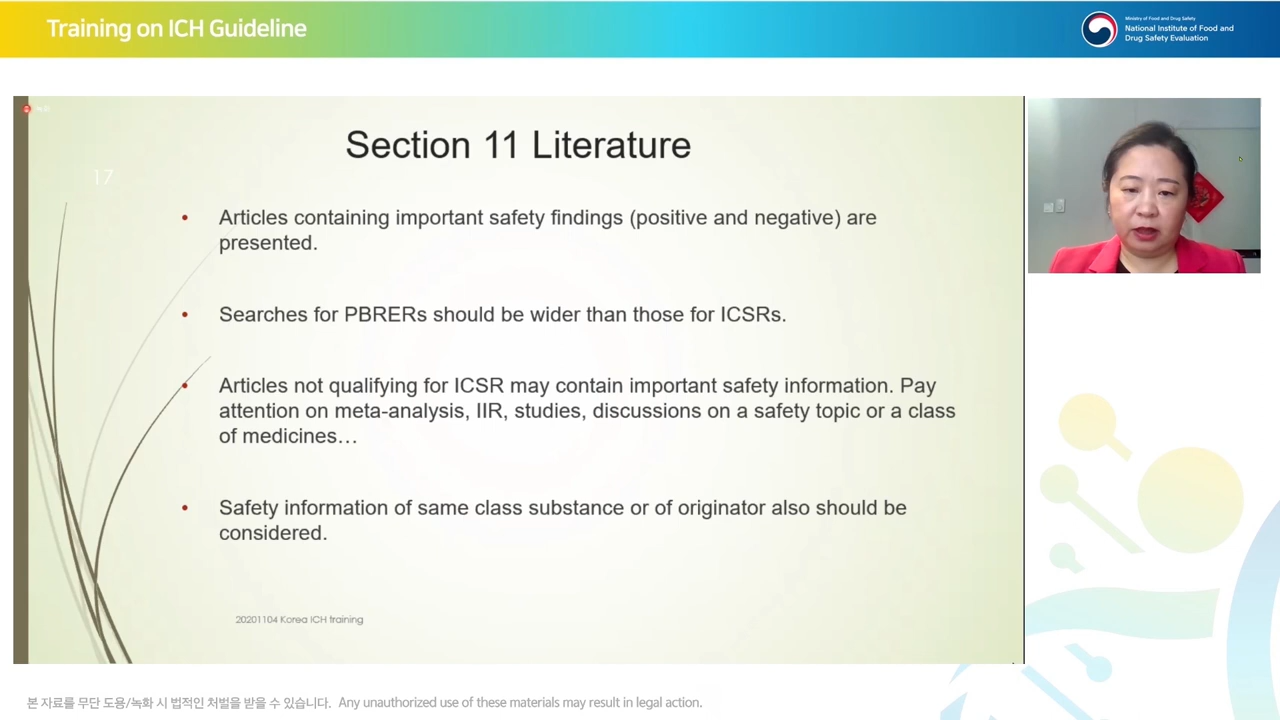 Training on ICH Guideline
Ministry of Food and Drug Safety
National Institute of Food and
Drug Safety Evaluation
Section 11 Literature
17
• Articles containing important safety findings (positive and negative) are
presented.
• Searches for PBRERs should be wider than those for ICSRs.
• Articles not qualifying for ICSR may contain important safety information. Pay
attention on meta-analysis, IIR, studies, discussions on a safety topic or a class
of medicines…
• Safety information of same class substance or of originator also should be
considered.
20201104 Korea ICH training
본 자료를 무단 도용/녹화 시 법적인 처벌을 받을 수 있습니다. Any unauthorized use of these materials may result in legal action.